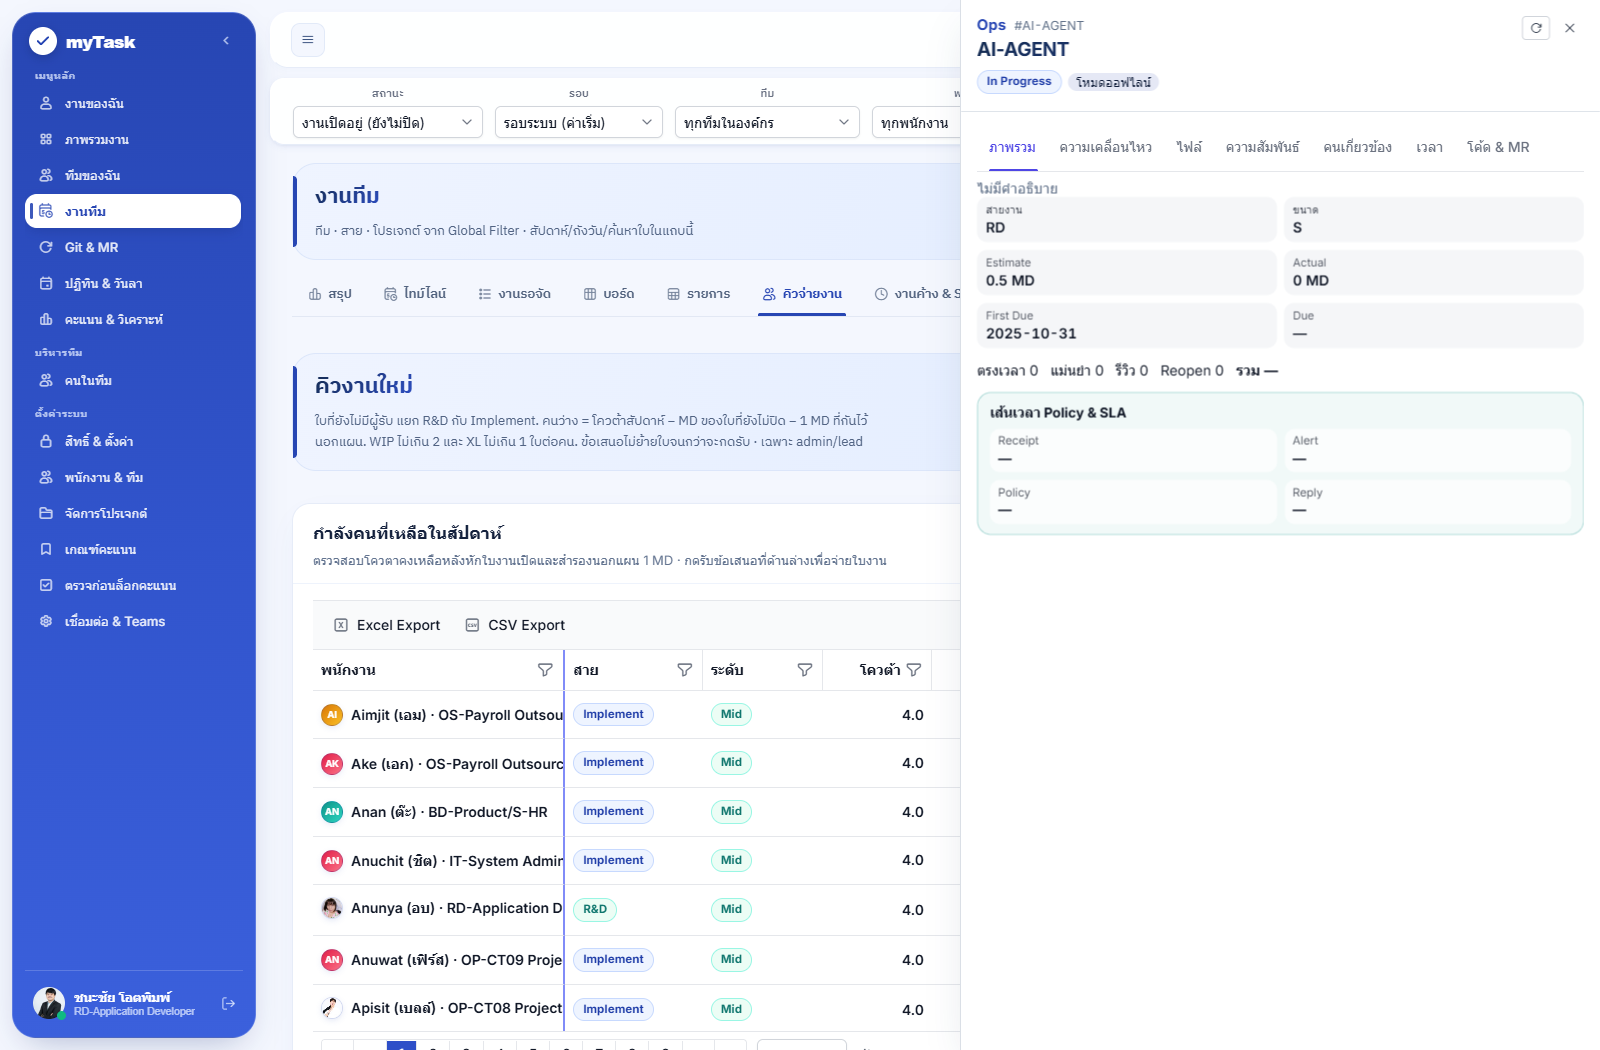 myTask
เมนูหลัก
งานของฉัน
ภาพรวมงาน
ทีมของฉัน
งานทีม
Git & MR
ปฏิทิน & วันลา
คะแนน & วิเคราะห์
บริหารทีม
คนในทีม
ตั้งค่าระบบ
สิทธิ์ & ตั้งค่า
พนักงาน & ทีม
จัดการโปรเจกต์
เกณฑ์คะแนน
ตรวจก่อนล็อกคะแนน
เชื่อมต่อ & Teams
ชนะชัย โอดพิมพ์
RD-Application Developer
สถานะ
รอบ
ทีม
งานเปิดอยู่ (ยังไม่ปิด)
รอบระบบ (ค่าเริ่ม)
ทุกทีมในองค์กร
ทุกพนักงาน
งานทีม
ทีม · สาย · โปรเจกต์ จาก Global Filter · สัปดาห์/ถังวัน/ค้นหาใบในแถบนี้
สรุป
ไทม์ไลน์
งานรอจัด
บอร์ด
รายการ
คิวจ่ายงาน
งานค้าง & S
คิวงานใหม่
ใบที่ยังไม่มีผู้รับ แยก R&D กับ Implement. คนว่าง = โควต้าสัปดาห์ – MD ของใบที่ยังไม่ปิด – 1 MD ที่กันไว้
นอกแผน. WIP ไม่เกิน 2 และ XL ไม่เกิน 1 ใบต่อคน. ข้อเสนอไม่ย้ายใบจนกว่าจะกดรับ · เฉพาะ admin/lead
กำลังคนที่เหลือในสัปดาห์
ตรวจสอบโควตาคงเหลือหลังหักใบงานเปิดและสำรองนอกแผน 1 MD · กดรับข้อเสนอที่ด้านล่างเพื่อจ่ายใบงาน
Excel Export
CSV Export
พนักงาน
สาย
ระดับ
โควต้า
AI Aimjit (เอม) · OS-Payroll Outsou Implement Mid 4.0
AK Ake (เอก) · OS-Payroll Outsourc Implement Mid 4.0
AN Anan (ต๊ะ) · BD-Product/S-HR Implement Mid 4.0
AN Anuchit (ชิต) · IT-System Admin Implement Mid 4.0
Anunya (อบ) · RD-Application D R&D Mid 4.0
AN Anuwat (เฟิร์ส) · OP-CT09 Proje Implement Mid 4.0
Apisit (เบลล์) · OP-CT08 Project Implement Mid 4.0
Ops #AI-AGENT
AI-AGENT
In Progress
โหมดออฟไลน์
ภาพรวม
ความเคลื่อนไหว
ไฟล์
ความสัมพันธ์
คนเกี่ยวข้อง
เวลา
โค้ด & MR
ไม่มีคำอธิบาย
สายงาน
RD
ขนาด
S
Estimate
0.5 MD
Actual
0 MD
First Due
2025-10-31
Due
—
ตรงเวลา 0 แม่นยำ 0 รีวิว 0 Reopen 0 รวม —
เส้นเวลา Policy & SLA
Receipt
—
Alert
—
Policy
—
Reply
—